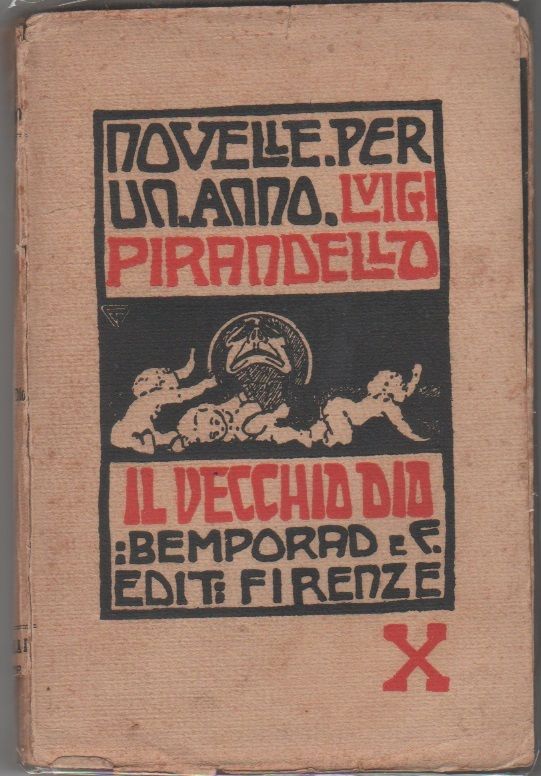 NOVELLE.PER
UN.ANNO.LUIGI
PIRANDELLO
IL VECCHIO DIO
:BEMPORAD E F.
EDIT: FIRENZE
X